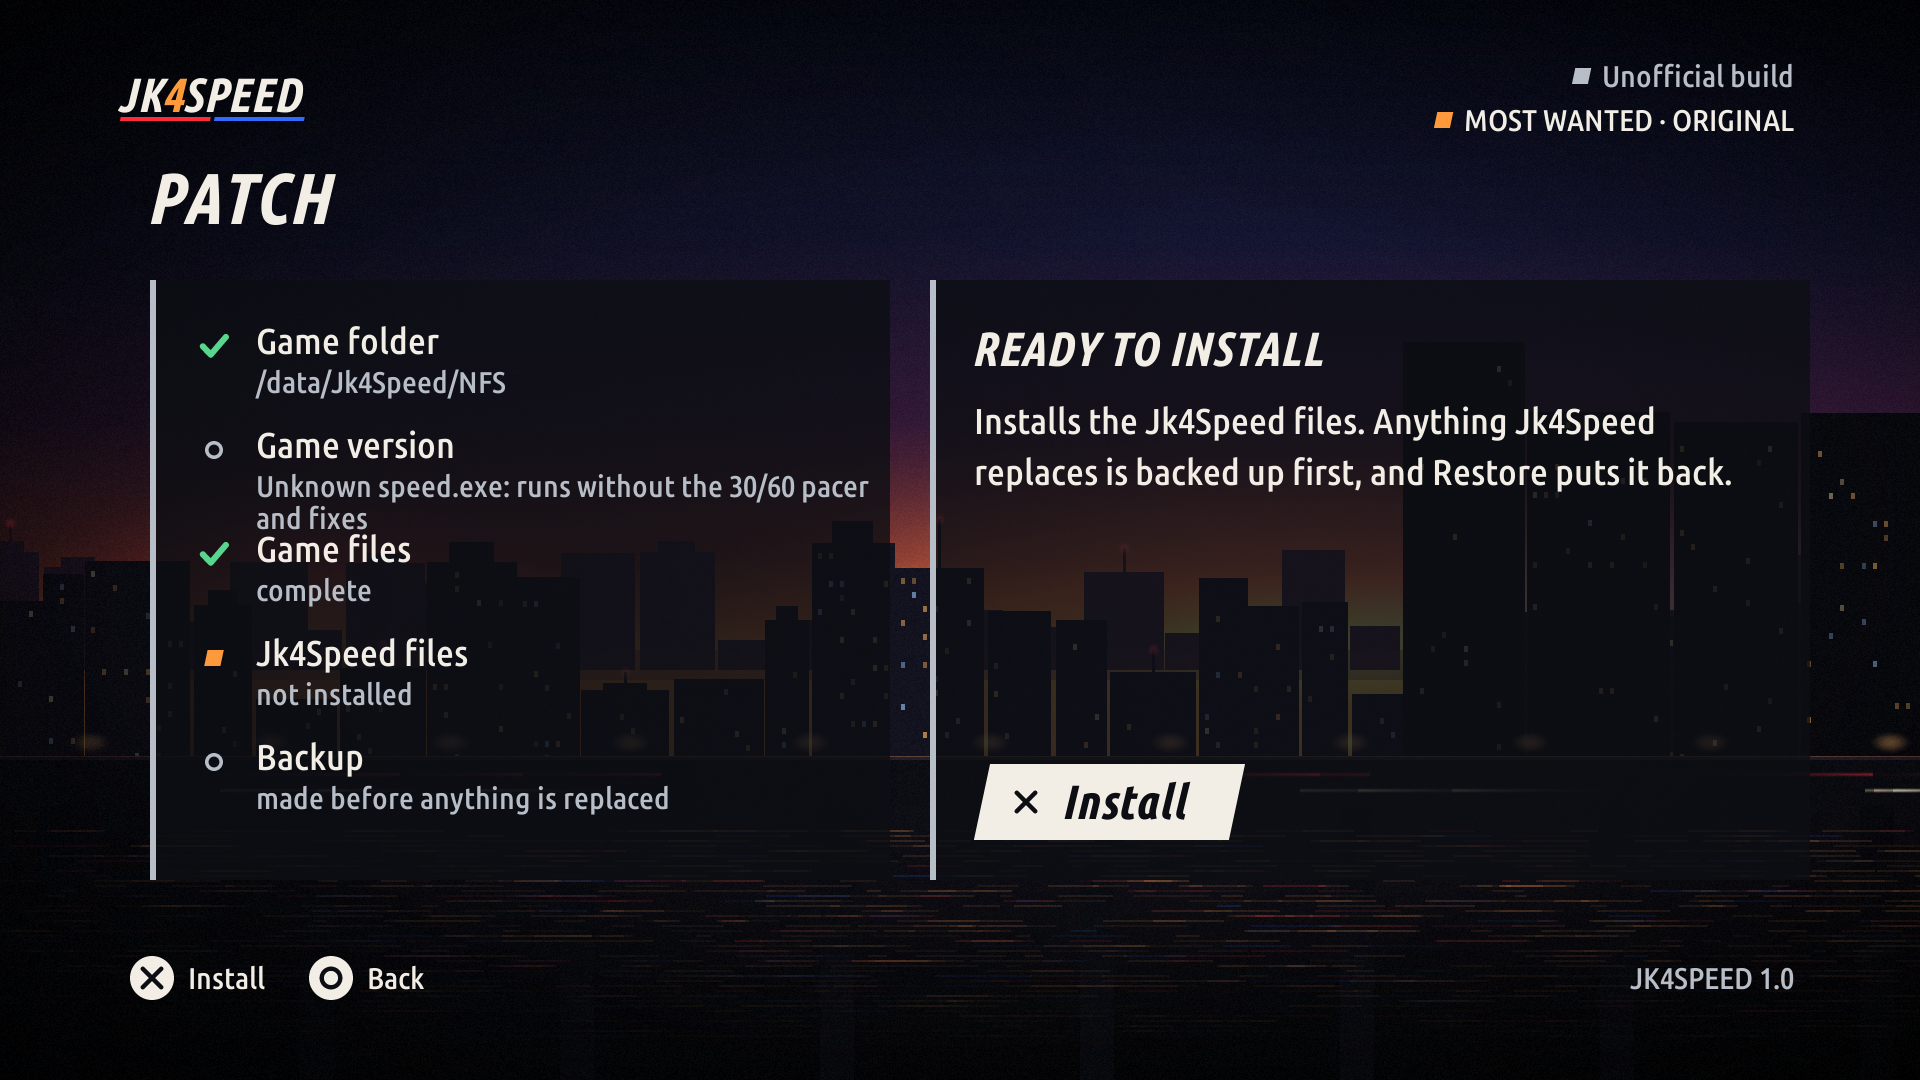 JK4SPEED
Unofficial build
MOST WANTED · ORIGINAL
PATCH
Game folder
/data/Jk4Speed/NFS
Game version
Unknown speed.exe: runs without the 30/60 pacer
and fixes
Game files
complete
Jk4Speed files
not installed
Backup
made before anything is replaced
READY TO INSTALL
Installs the Jk4Speed files. Anything Jk4Speed
replaces is backed up first, and Restore puts it back.
Install
Install
Back
JK4SPEED 1.0